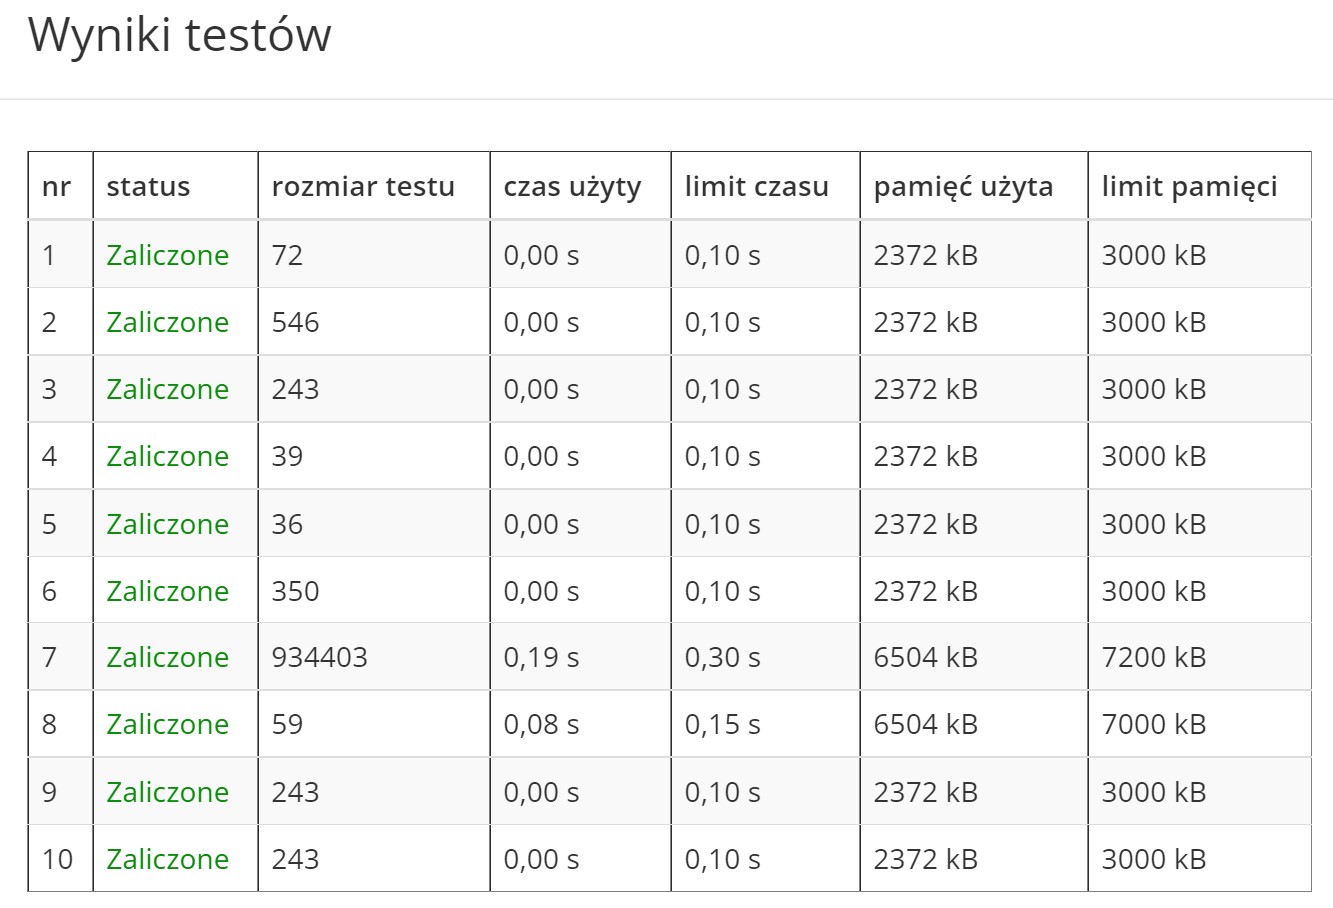 Wyniki testów
nr status rozmiar testu czas użyty limit czasu pamięć użyta limit pamięci
1 Zaliczone 72 0,00 s 0,10 s 2372 kB 3000 kB
2 Zaliczone 546 0,00 s 0,10 s 2372 kB 3000 kB
3 Zaliczone 243 0,00 s 0,10 s 2372 kB 3000 kB
4 Zaliczone 39 0,00 s 0,10 s 2372 kB 3000 kB
5 Zaliczone 36 0,00 s 0,10 s 2372 kB 3000 kB
6 Zaliczone 350 0,00 s 0,10 s 2372 kB 3000 kB
7 Zaliczone 934403 0,19 s 0,30 s 6504 kB 7200 kB
8 Zaliczone 59 0,08 s 0,15 s 6504 kB 7000 kB
9 Zaliczone 243 0,00 s 0,10 s 2372 kB 3000 kB
10 Zaliczone 243 0,00 s 0,10 s 2372 kB 3000 kB